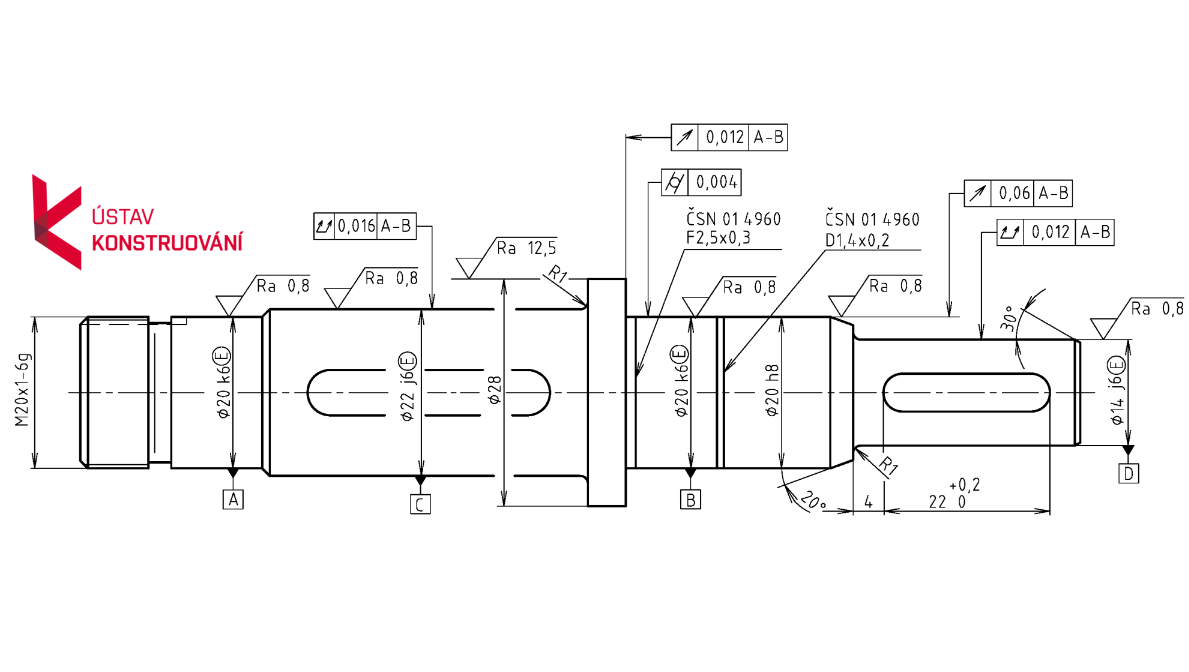 ÚSTAV
KONSTRUOVÁNÍ
0,012 A-B
0,004
0,06 A-B
0,016 A-B
0,012 A-B
ČSN 01 4960
F2,5x0,3
ČSN 01 4960
D1,4x0,2
Ra 12,5
R1
Ra 0,8
Ra 0,8
Ra 0,8
Ra 0,8
Ra 0,8
30°
M20x1-6g
⌀20 k6Ⓔ
⌀22 j6Ⓔ
⌀28
⌀20 k6Ⓔ
⌀20 h8
⌀14 j6Ⓔ
R1
A
C
B
D
20°
4
+0,2
22 0